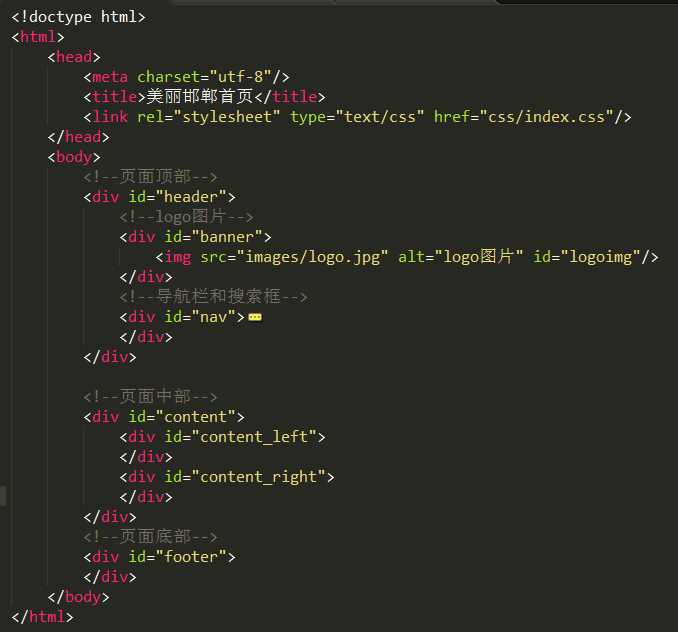 <!doctype html>
<html>
    <head>
        <meta charset="utf-8"/>
        <title>美丽邯郸首页</title>
        <link rel="stylesheet" type="text/css" href="css/index.css"/>
    </head>
    <body>
        <!--页面顶部-->
        <div id="header">
            <!--logo图片-->
            <div id="banner">
                <img src="images/logo.jpg" alt="logo图片" id="logoimg"/>
            </div>
            <!--导航栏和搜索框-->
            <div id="nav">
            </div>
        </div>

        <!--页面中部-->
        <div id="content">
            <div id="content_left">
            </div>
            <div id="content_right">
            </div>
        </div>
        <!--页面底部-->
        <div id="footer">
        </div>
    </body>
</html>